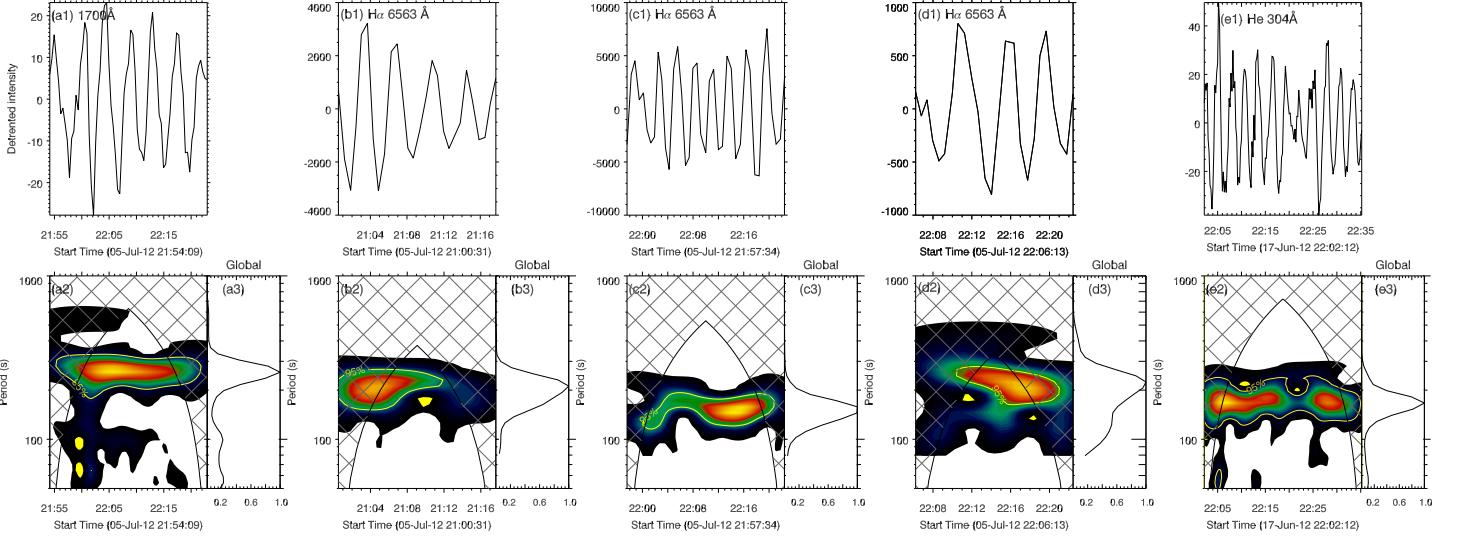 (a1) 1700Å
(b1) Hα 6563 Å
(c1) Hα 6563 Å
(d1) Hα 6563 Å
(e1) He 304Å
Detrented intensity
20
10
0
-10
-20
4000
2000
0
-2000
-4000
10000
5000
0
-5000
-10000
1000
500
0
-500
-1000
40
20
0
-20
21:55 22:05 22:15
21:04 21:08 21:12 21:16
22:00 22:08 22:16
22:08 22:12 22:16 22:20
22:05 22:15 22:25 22:35
Start Time (05-Jul-12 21:54:09)
Start Time (05-Jul-12 21:00:31)
Start Time (05-Jul-12 21:57:34)
Start Time (05-Jul-12 22:06:13)
Start Time (17-Jun-12 22:02:12)
Global
Global
Global
Global
Global
(a2) (a3)
(b2) (b3)
(c2) (c3)
(d2) (d3)
(e2) (e3)
Period (s)
1000
100
95%
Period (s)
1000
100
95%
Period (s)
1000
100
95%
Period (s)
1000
100
95%
Period (s)
1000
100
95%
21:55 22:05 22:15
0.2 0.6 1.0
21:04 21:08 21:12 21:16
0.2 0.6 1.0
22:00 22:08 22:16
0.2 0.6 1.0
22:08 22:12 22:16 22:20
0.2 0.6 1.0
22:05 22:15 22:25 22:35
0.2 0.6 1.0
Start Time (05-Jul-12 21:54:09)
Start Time (05-Jul-12 21:00:31)
Start Time (05-Jul-12 21:57:34)
Start Time (05-Jul-12 22:06:13)
Start Time (17-Jun-12 22:02:12)